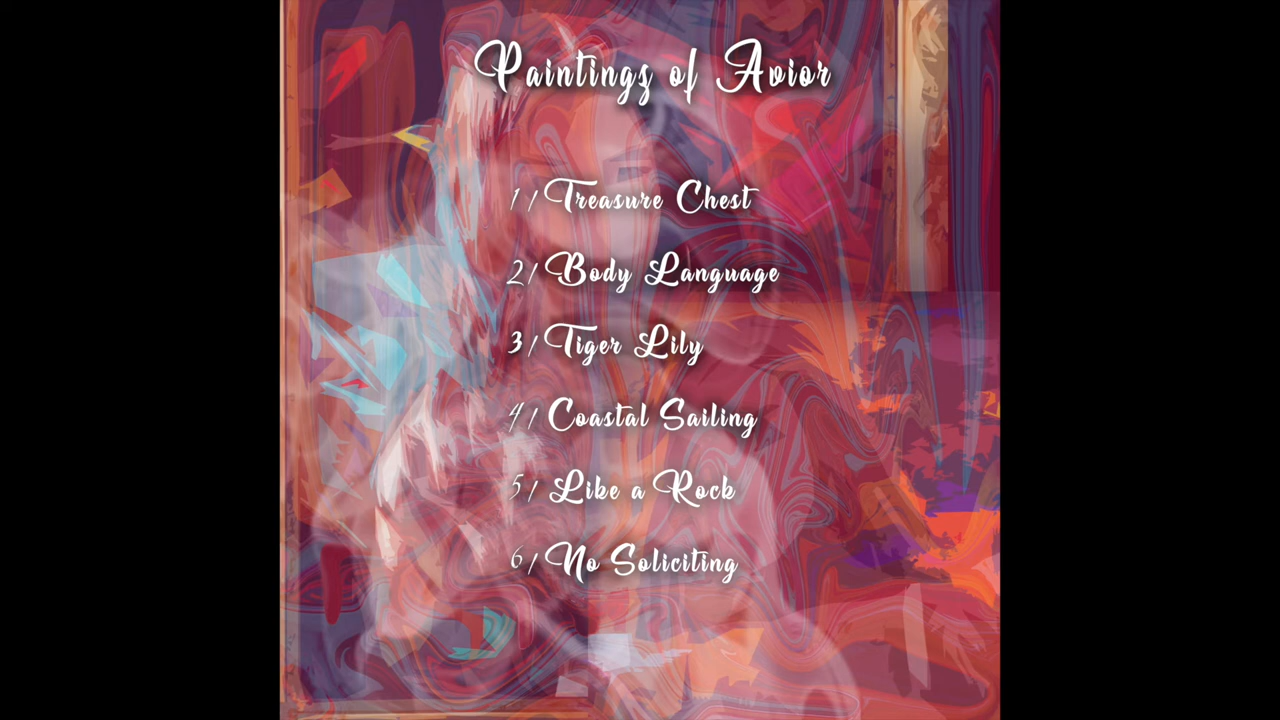 Paintings of Avior
1/ Treasure Chest
2/ Body Language
3/ Tiger Lily
4/ Coastal Sailing
5/ Like a Rock
6/ No Soliciting